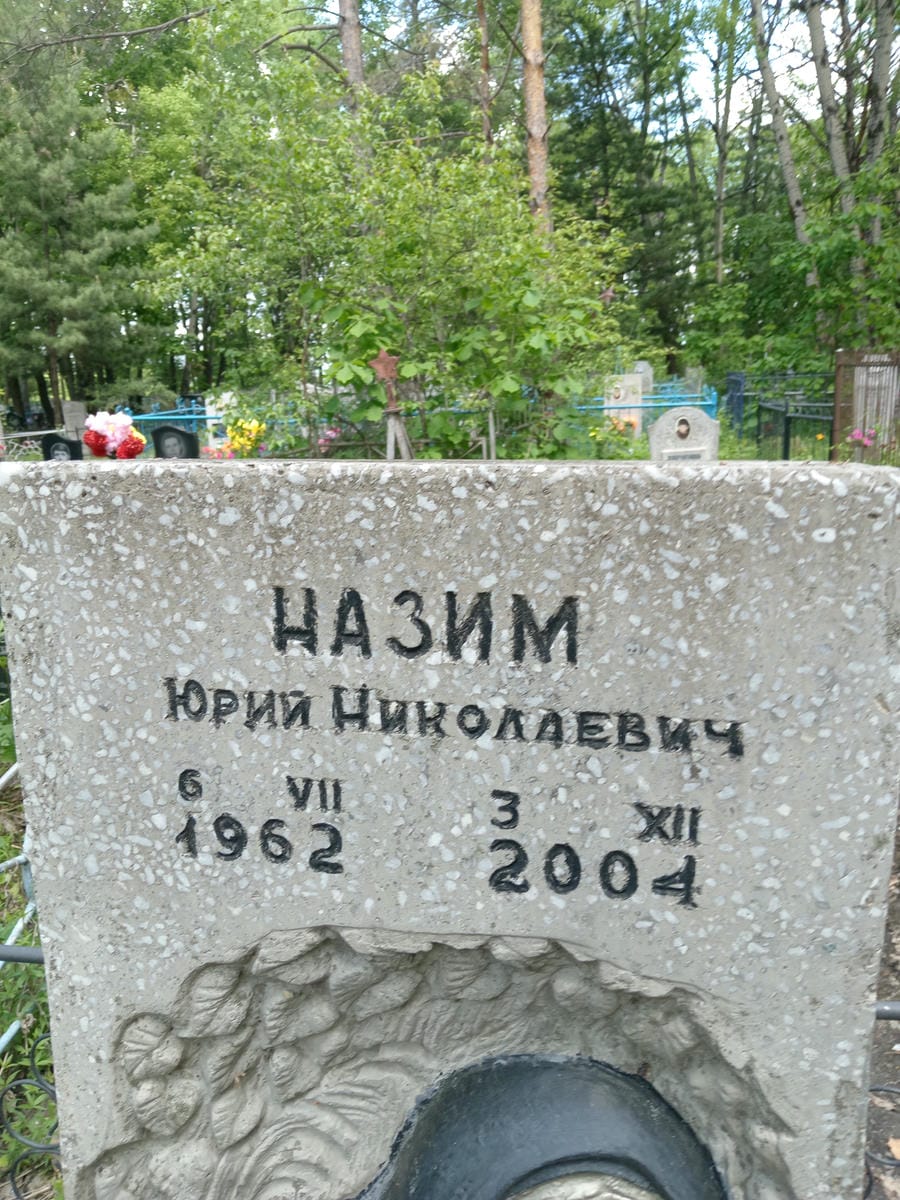 НАЗИМ
Юрий Николаевич
6 VII 3 XII
1962 2004